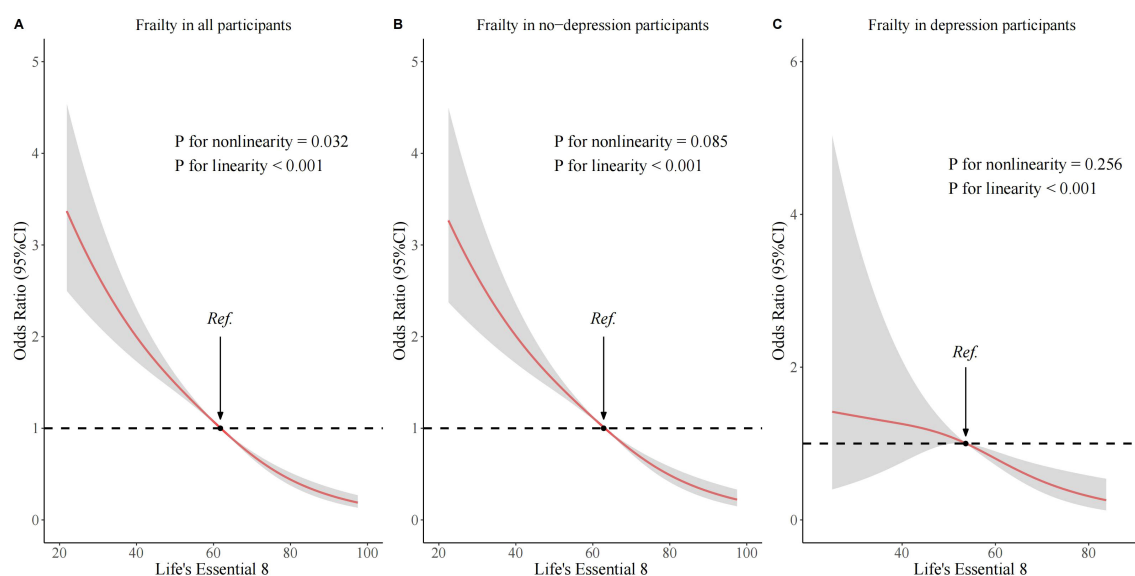 A
Frailty in all participants
Odds Ratio (95%CI)
5
4
3
2
1
0
P for nonlinearity = 0.032
P for linearity < 0.001
Ref.
20 40 60 80 100
Life's Essential 8
B
Frailty in no−depression participants
Odds Ratio (95%CI)
5
4
3
2
1
0
P for nonlinearity = 0.085
P for linearity < 0.001
Ref.
20 40 60 80 100
Life's Essential 8
C
Frailty in depression participants
Odds Ratio (95%CI)
6
4
2
0
P for nonlinearity = 0.256
P for linearity < 0.001
Ref.
40 60 80
Life's Essential 8